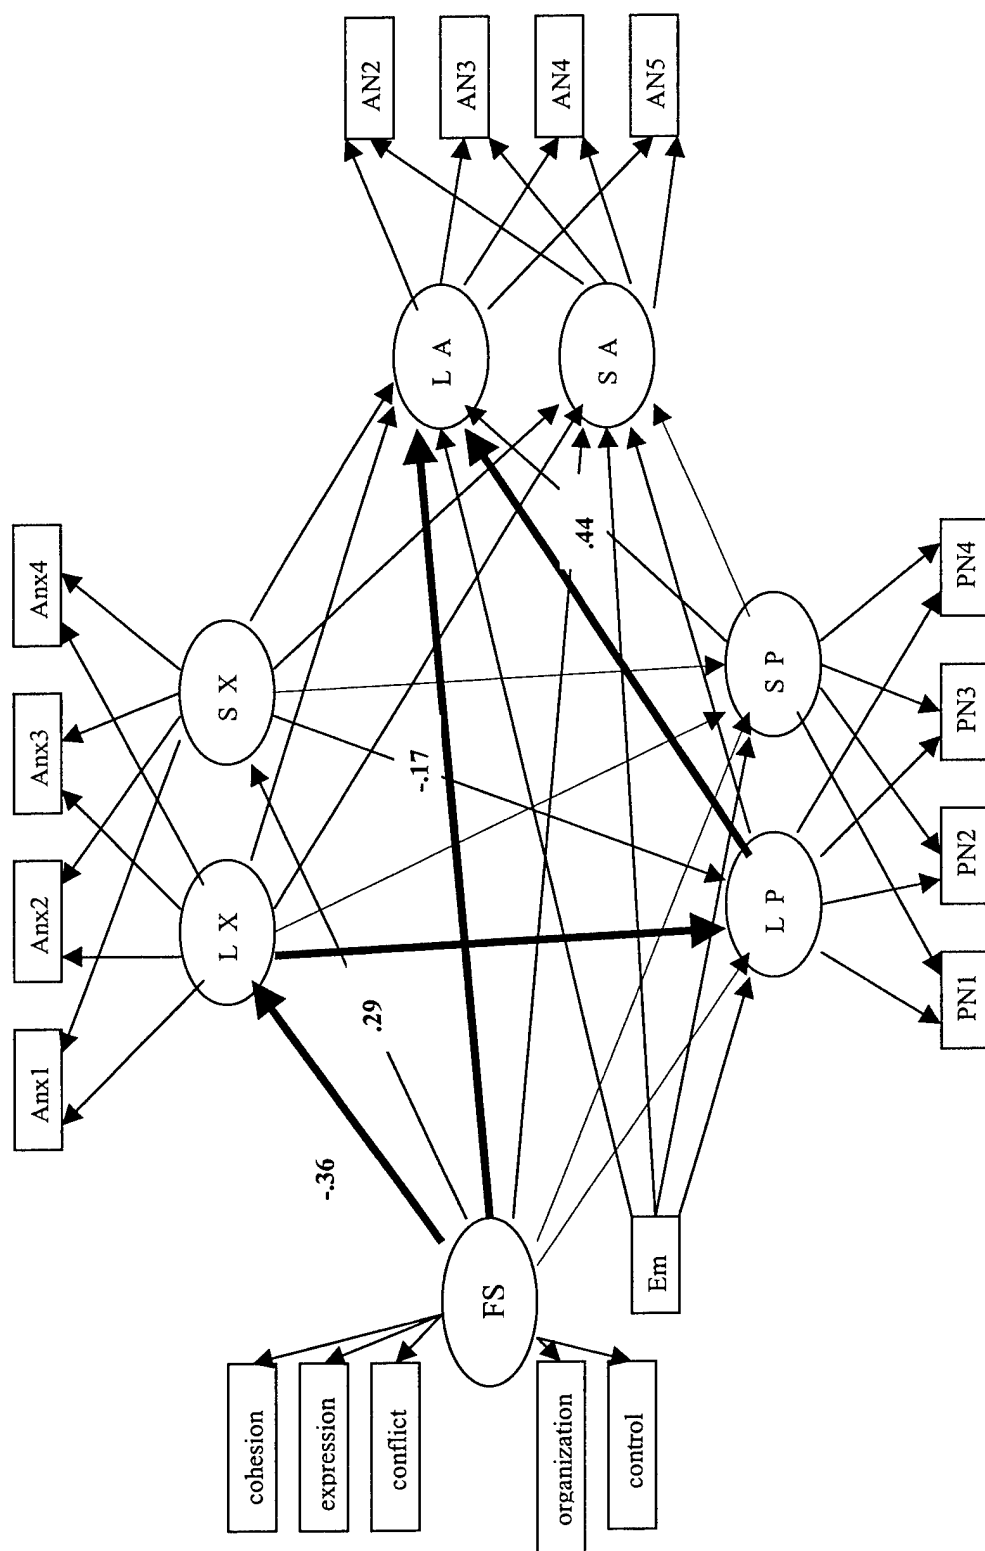 Anx1
Anx2
Anx3
Anx4
L X
S X
cohesion
expression
conflict
organization
control
FS
Em
-.36
.29
-.17
.44
L A
S A
AN2
AN3
AN4
AN5
L P
S P
PN1
PN2
PN3
PN4